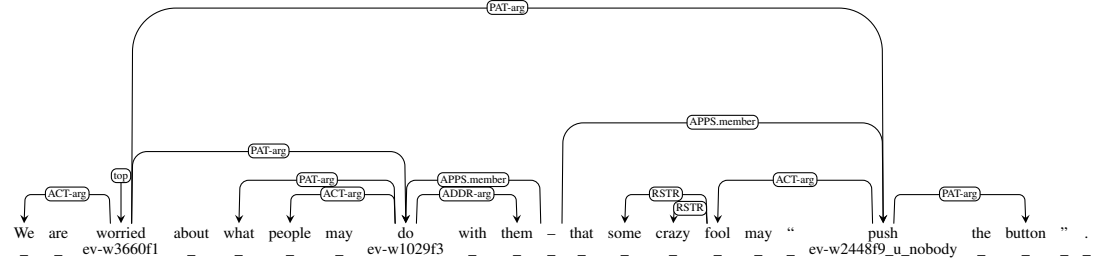 PAT-arg
APPS.member
PAT-arg
top
PAT-arg
APPS.member
ACT-arg
ACT-arg
ACT-arg
ADDR-arg
RSTR
RSTR
PAT-arg
We are worried about what people may do with them – that some crazy fool may “ push the button ” .
_ _ ev-w3660f1 _ _ _ _ ev-w1029f3 _ _ _ _ _ _ _ _ _ ev-w2448f9_u_nobody _ _ _ _